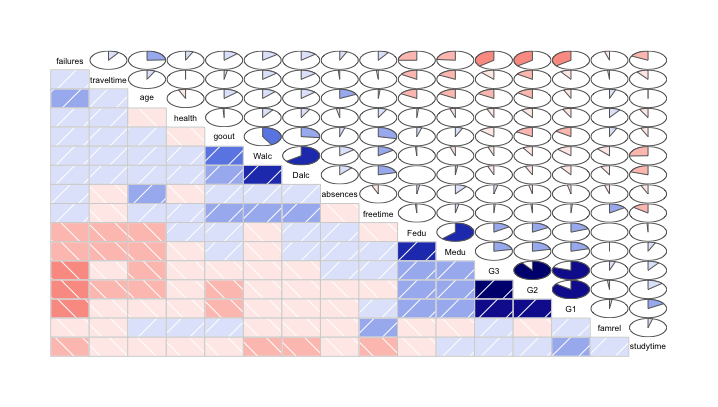 failures
traveltime
age
health
goout
Walc
Dalc
absences
freetime
Fedu
Medu
G3
G2
G1
famrel
studytime